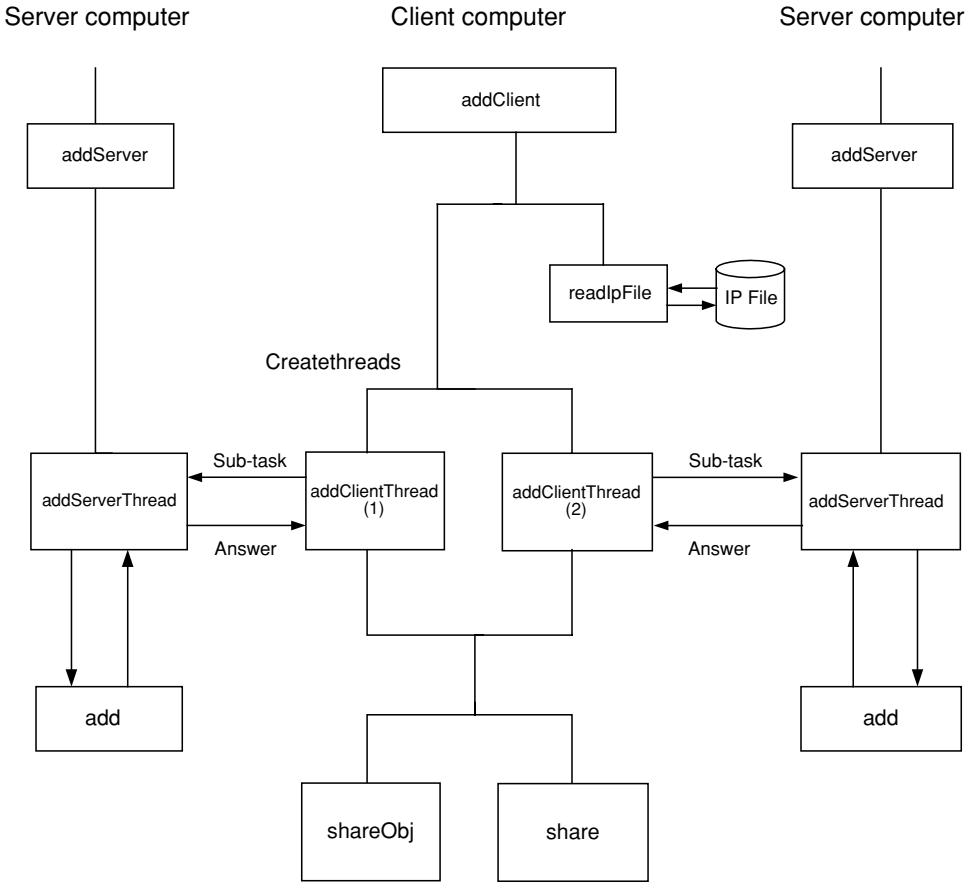 Server computer
Client computer
Server computer
addClient
addServer
addServer
readIpFile
IP File
Createthreads
Sub-task
Sub-task
addServerThread
addClientThread
(1)
addClientThread
(2)
addServerThread
Answer
Answer
add
add
shareObj
share